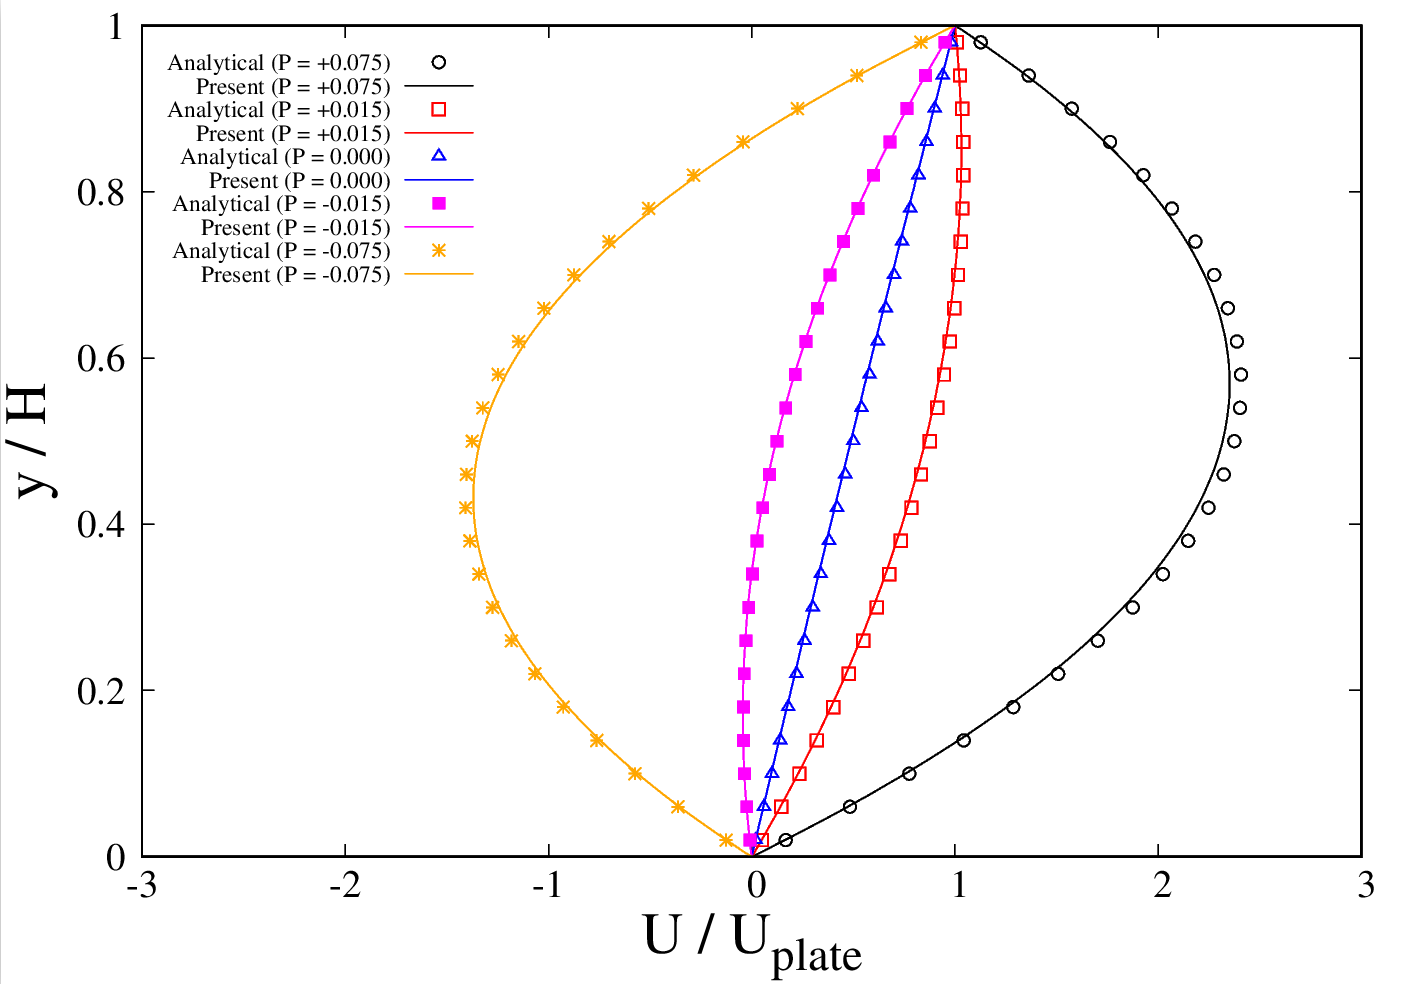 1
0.8
0.6
0.4
0.2
0
y / H
Analytical (P = +0.075)
Present (P = +0.075)
Analytical (P = +0.015)
Present (P = +0.015)
Analytical (P = 0.000)
Present (P = 0.000)
Analytical (P = -0.015)
Present (P = -0.015)
Analytical (P = -0.075)
Present (P = -0.075)
-3 -2 -1 0 1 2 3
U / Uplate